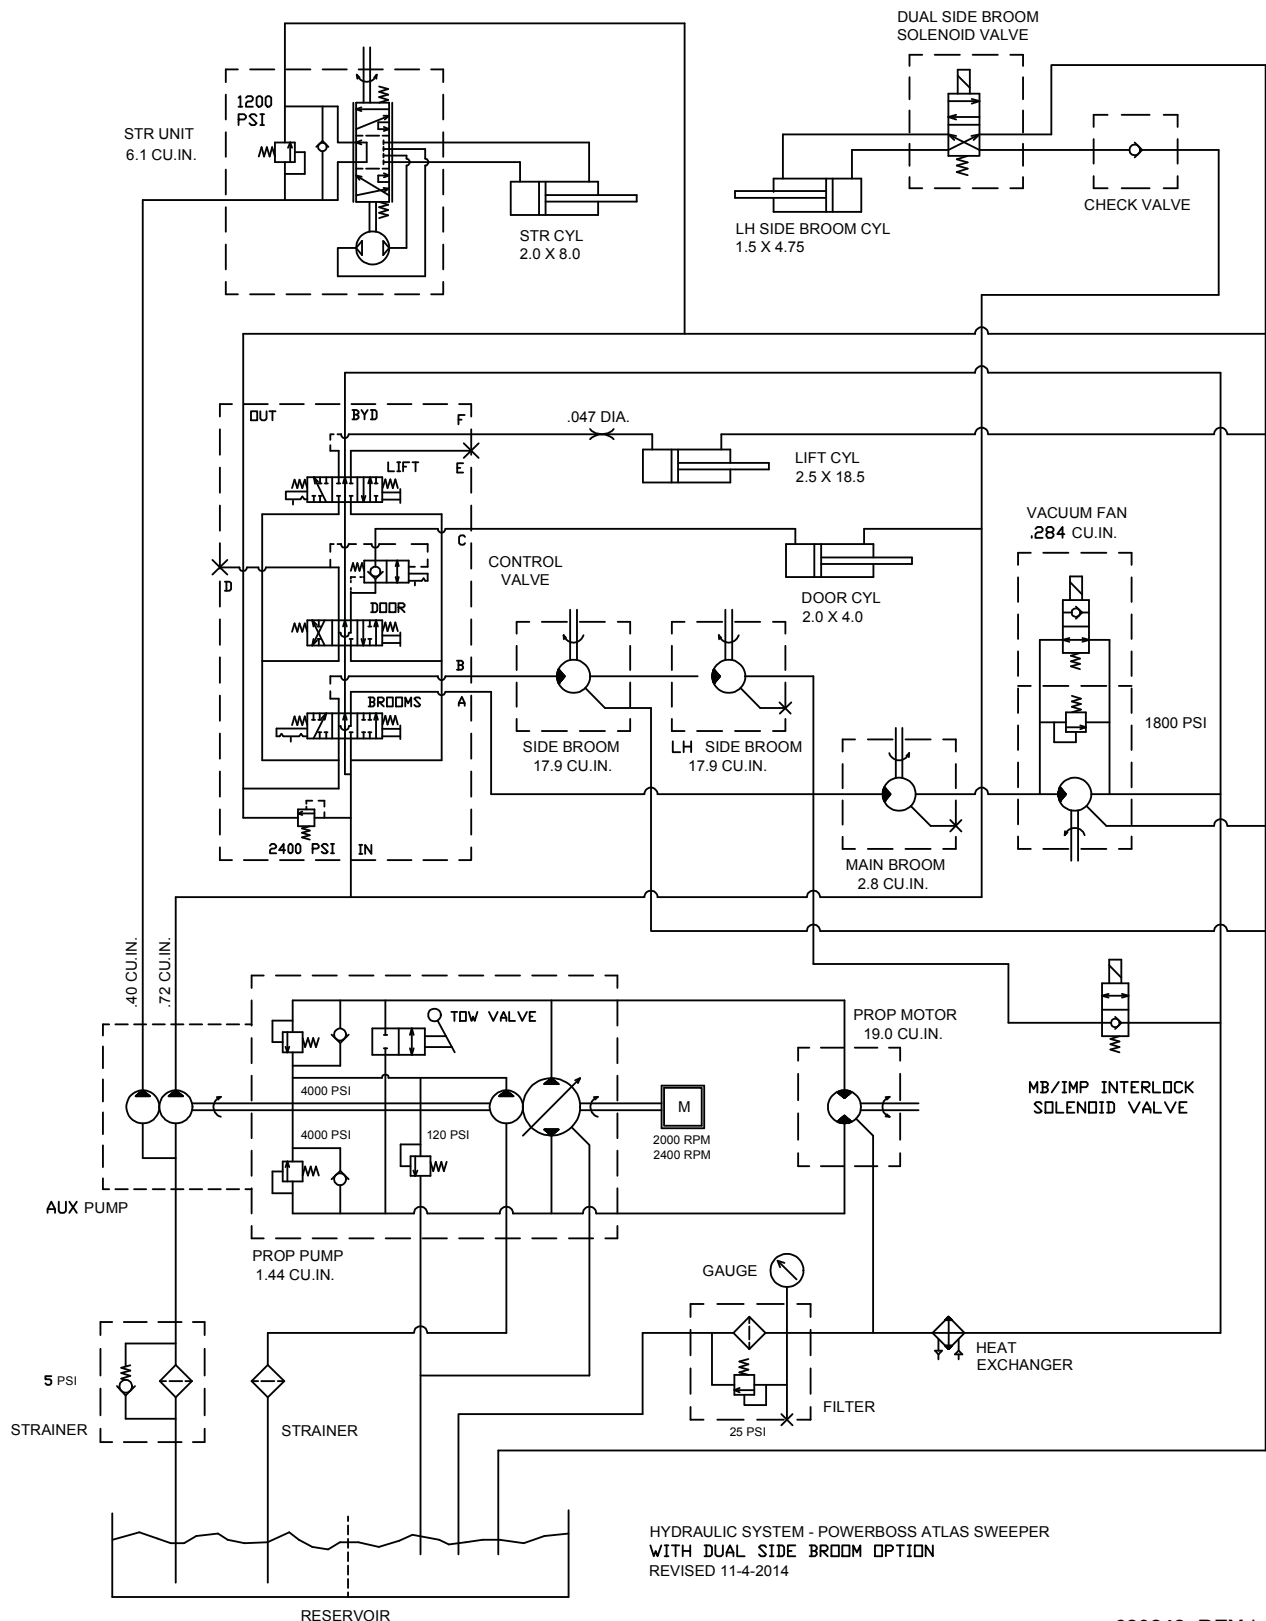 DUAL SIDE BROOM
SOLENOID VALVE
1200
PSI
STR UNIT
6.1 CU.IN.
CHECK VALVE
STR CYL
2.0 X 8.0
LH SIDE BROOM CYL
1.5 X 4.75
OUT
BYD
F
.047 DIA.
LIFT
E
LIFT CYL
2.5 X 18.5
VACUUM FAN
.284 CU.IN.
C
CONTROL
VALVE
D
DOOR
DOOR CYL
2.0 X 4.0
B
BROOMS
A
1800 PSI
SIDE BROOM
17.9 CU.IN.
LH SIDE BROOM
17.9 CU.IN.
2400 PSI
IN
MAIN BROOM
2.8 CU.IN.
.40 CU.IN.
.72 CU.IN.
TOW VALVE
PROP MOTOR
19.0 CU.IN.
4000 PSI
M
MB/IMP INTERLOCK
SOLENOID VALVE
4000 PSI
120 PSI
2000 RPM
2400 RPM
AUX PUMP
PROP PUMP
1.44 CU.IN.
GAUGE
HEAT
EXCHANGER
5 PSI
FILTER
STRAINER
STRAINER
25 PSI
HYDRAULIC SYSTEM - POWERBOSS ATLAS SWEEPER
WITH DUAL SIDE BROOM OPTION
REVISED 11-4-2014
RESERVOIR